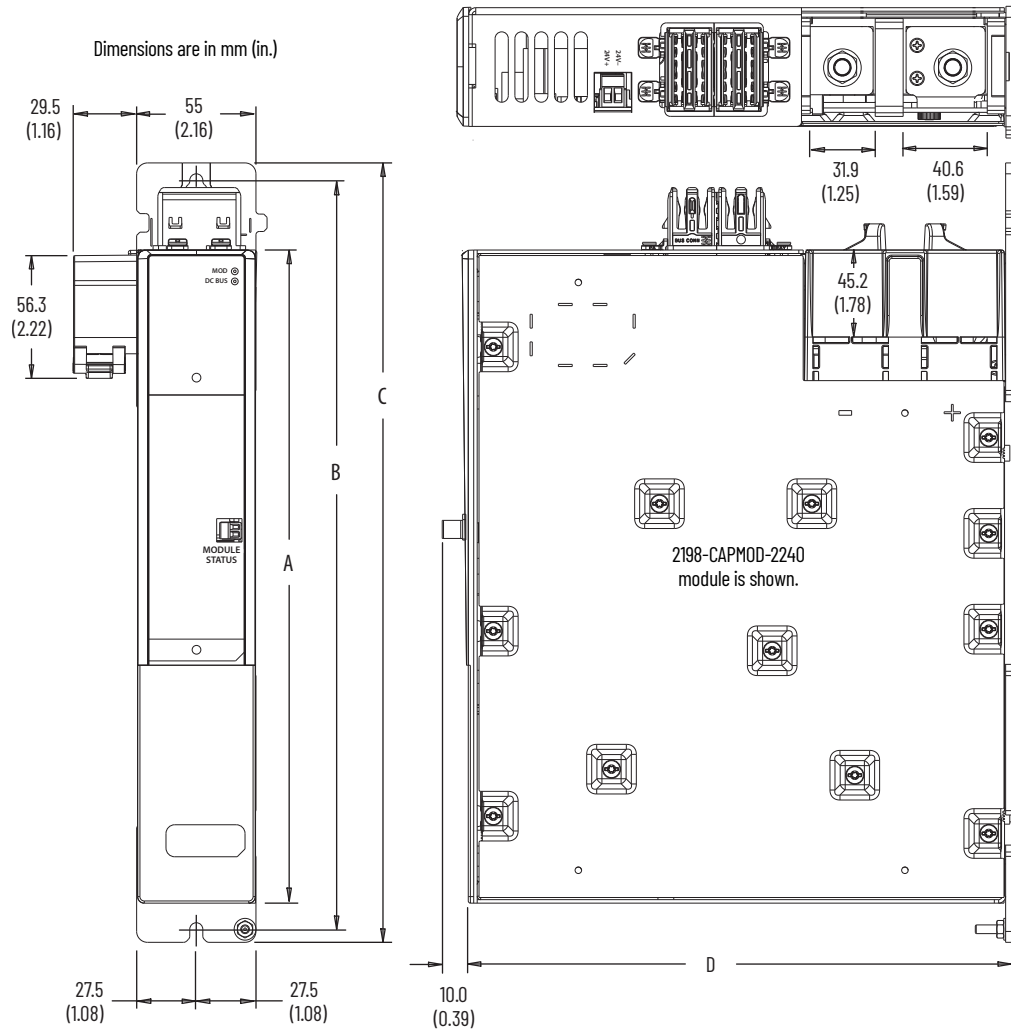 Dimensions are in mm (in.)
29.5
(1.16)
55
(2.16)
24V+
24V-
31.9
(1.25)
40.6
(1.59)
MOD
DC BUS
BUS CONN
56.3
(2.22)
45.2
(1.78)
C
B
A
MODULE
STATUS
2198-CAPMOD-2240
module is shown.
D
27.5
(1.08)
27.5
(1.08)
10.0
(0.39)